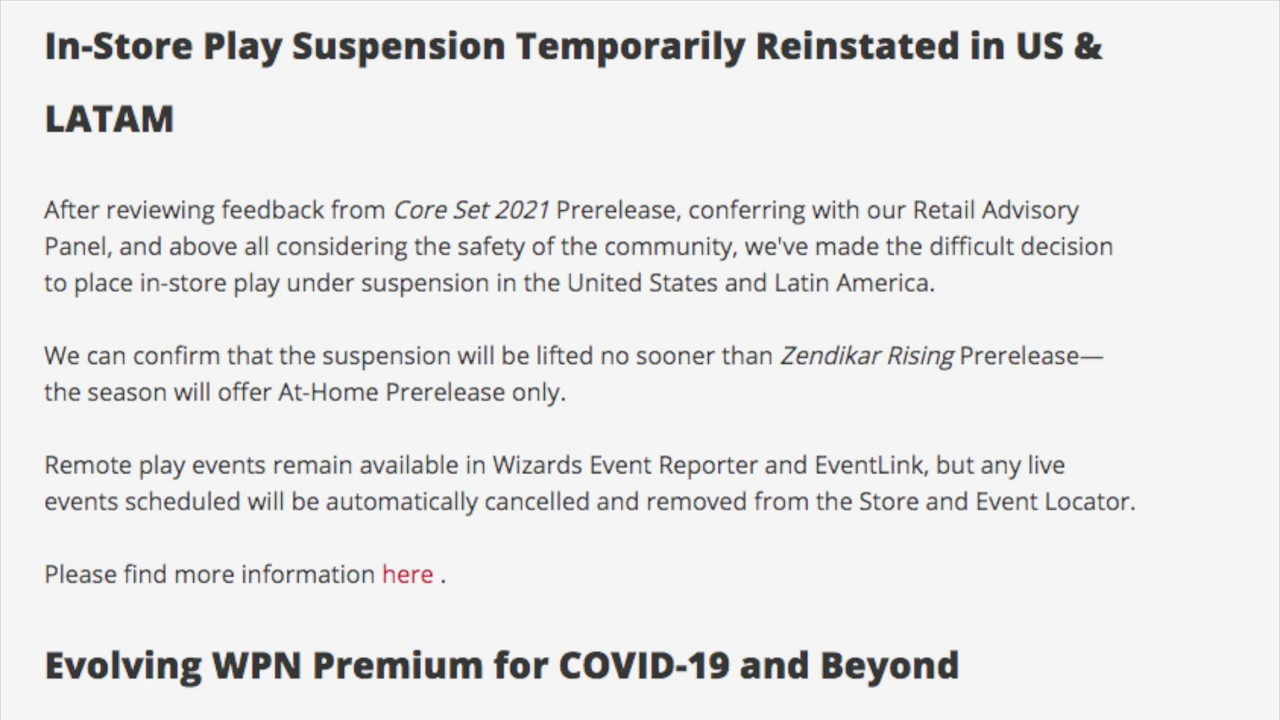 In-Store Play Suspension Temporarily Reinstated in US &
LATAM
After reviewing feedback from Core Set 2021 Prerelease, conferring with our Retail Advisory
Panel, and above all considering the safety of the community, we've made the difficult decision
to place in-store play under suspension in the United States and Latin America.
We can confirm that the suspension will be lifted no sooner than Zendikar Rising Prerelease—
the season will offer At-Home Prerelease only.
Remote play events remain available in Wizards Event Reporter and EventLink, but any live
events scheduled will be automatically cancelled and removed from the Store and Event Locator.
Please find more information here .
Evolving WPN Premium for COVID-19 and Beyond